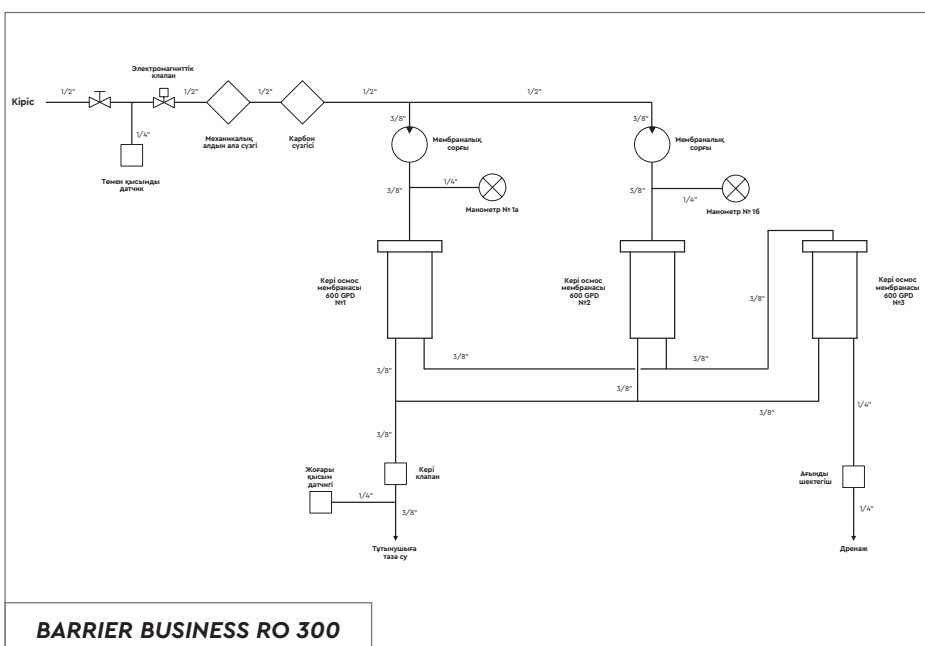 Электромагниттік
клапан
Кіріс
1/2"
1/2"
1/2"
1/2"
1/2"
1/4"
Механикалық
алдын ала сүзгі
Карбон
сүзгісі
Төмен қысымды
датчик
3/8"
Мембраналық
сорғы
3/8"
Мембраналық
сорғы
3/8"
1/4"
Манометр № 1а
3/8"
1/4"
Манометр № 1б
Кері осмос
мембранасы
600 GPD
№1
Кері осмос
мембранасы
600 GPD
№2
3/8"
Кері осмос
мембранасы
600 GPD
№3
3/8"
3/8"
3/8"
3/8"
3/8"
1/4"
3/8"
Жоғары
қысым
датчигі
Кері
клапан
Ағынды
шектегіш
1/4"
3/8"
1/4"
Тұтынушыға
таза су
Дренаж
BARRIER BUSINESS RO 300